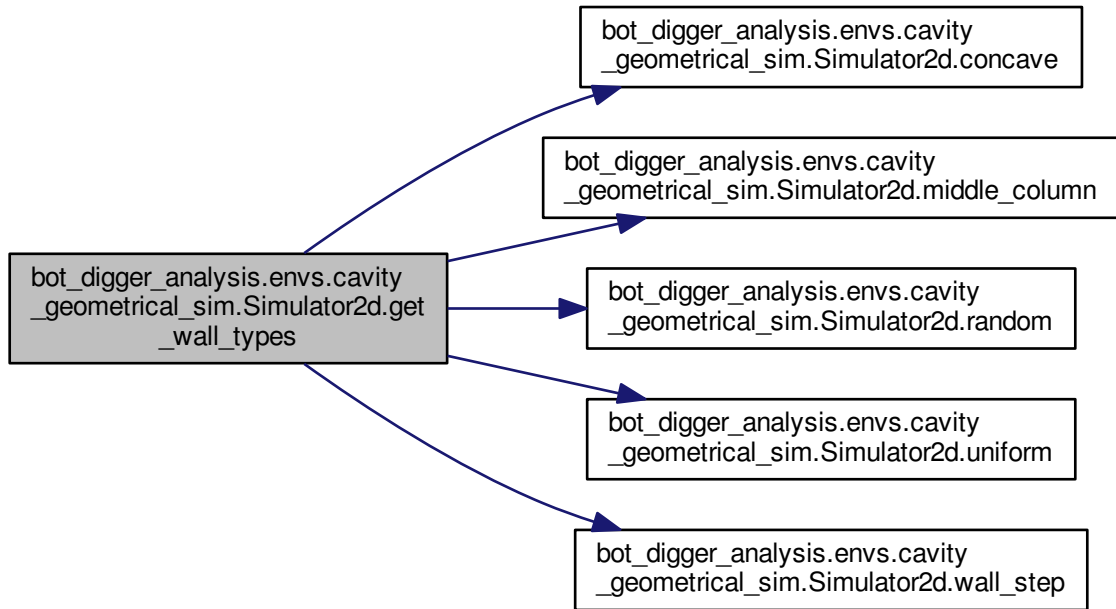 bot_digger_analysis.envs.cavity
_geometrical_sim.Simulator2d.get
_wall_types
bot_digger_analysis.envs.cavity
_geometrical_sim.Simulator2d.concave
bot_digger_analysis.envs.cavity
_geometrical_sim.Simulator2d.middle_column
bot_digger_analysis.envs.cavity
_geometrical_sim.Simulator2d.random
bot_digger_analysis.envs.cavity
_geometrical_sim.Simulator2d.uniform
bot_digger_analysis.envs.cavity
_geometrical_sim.Simulator2d.wall_step